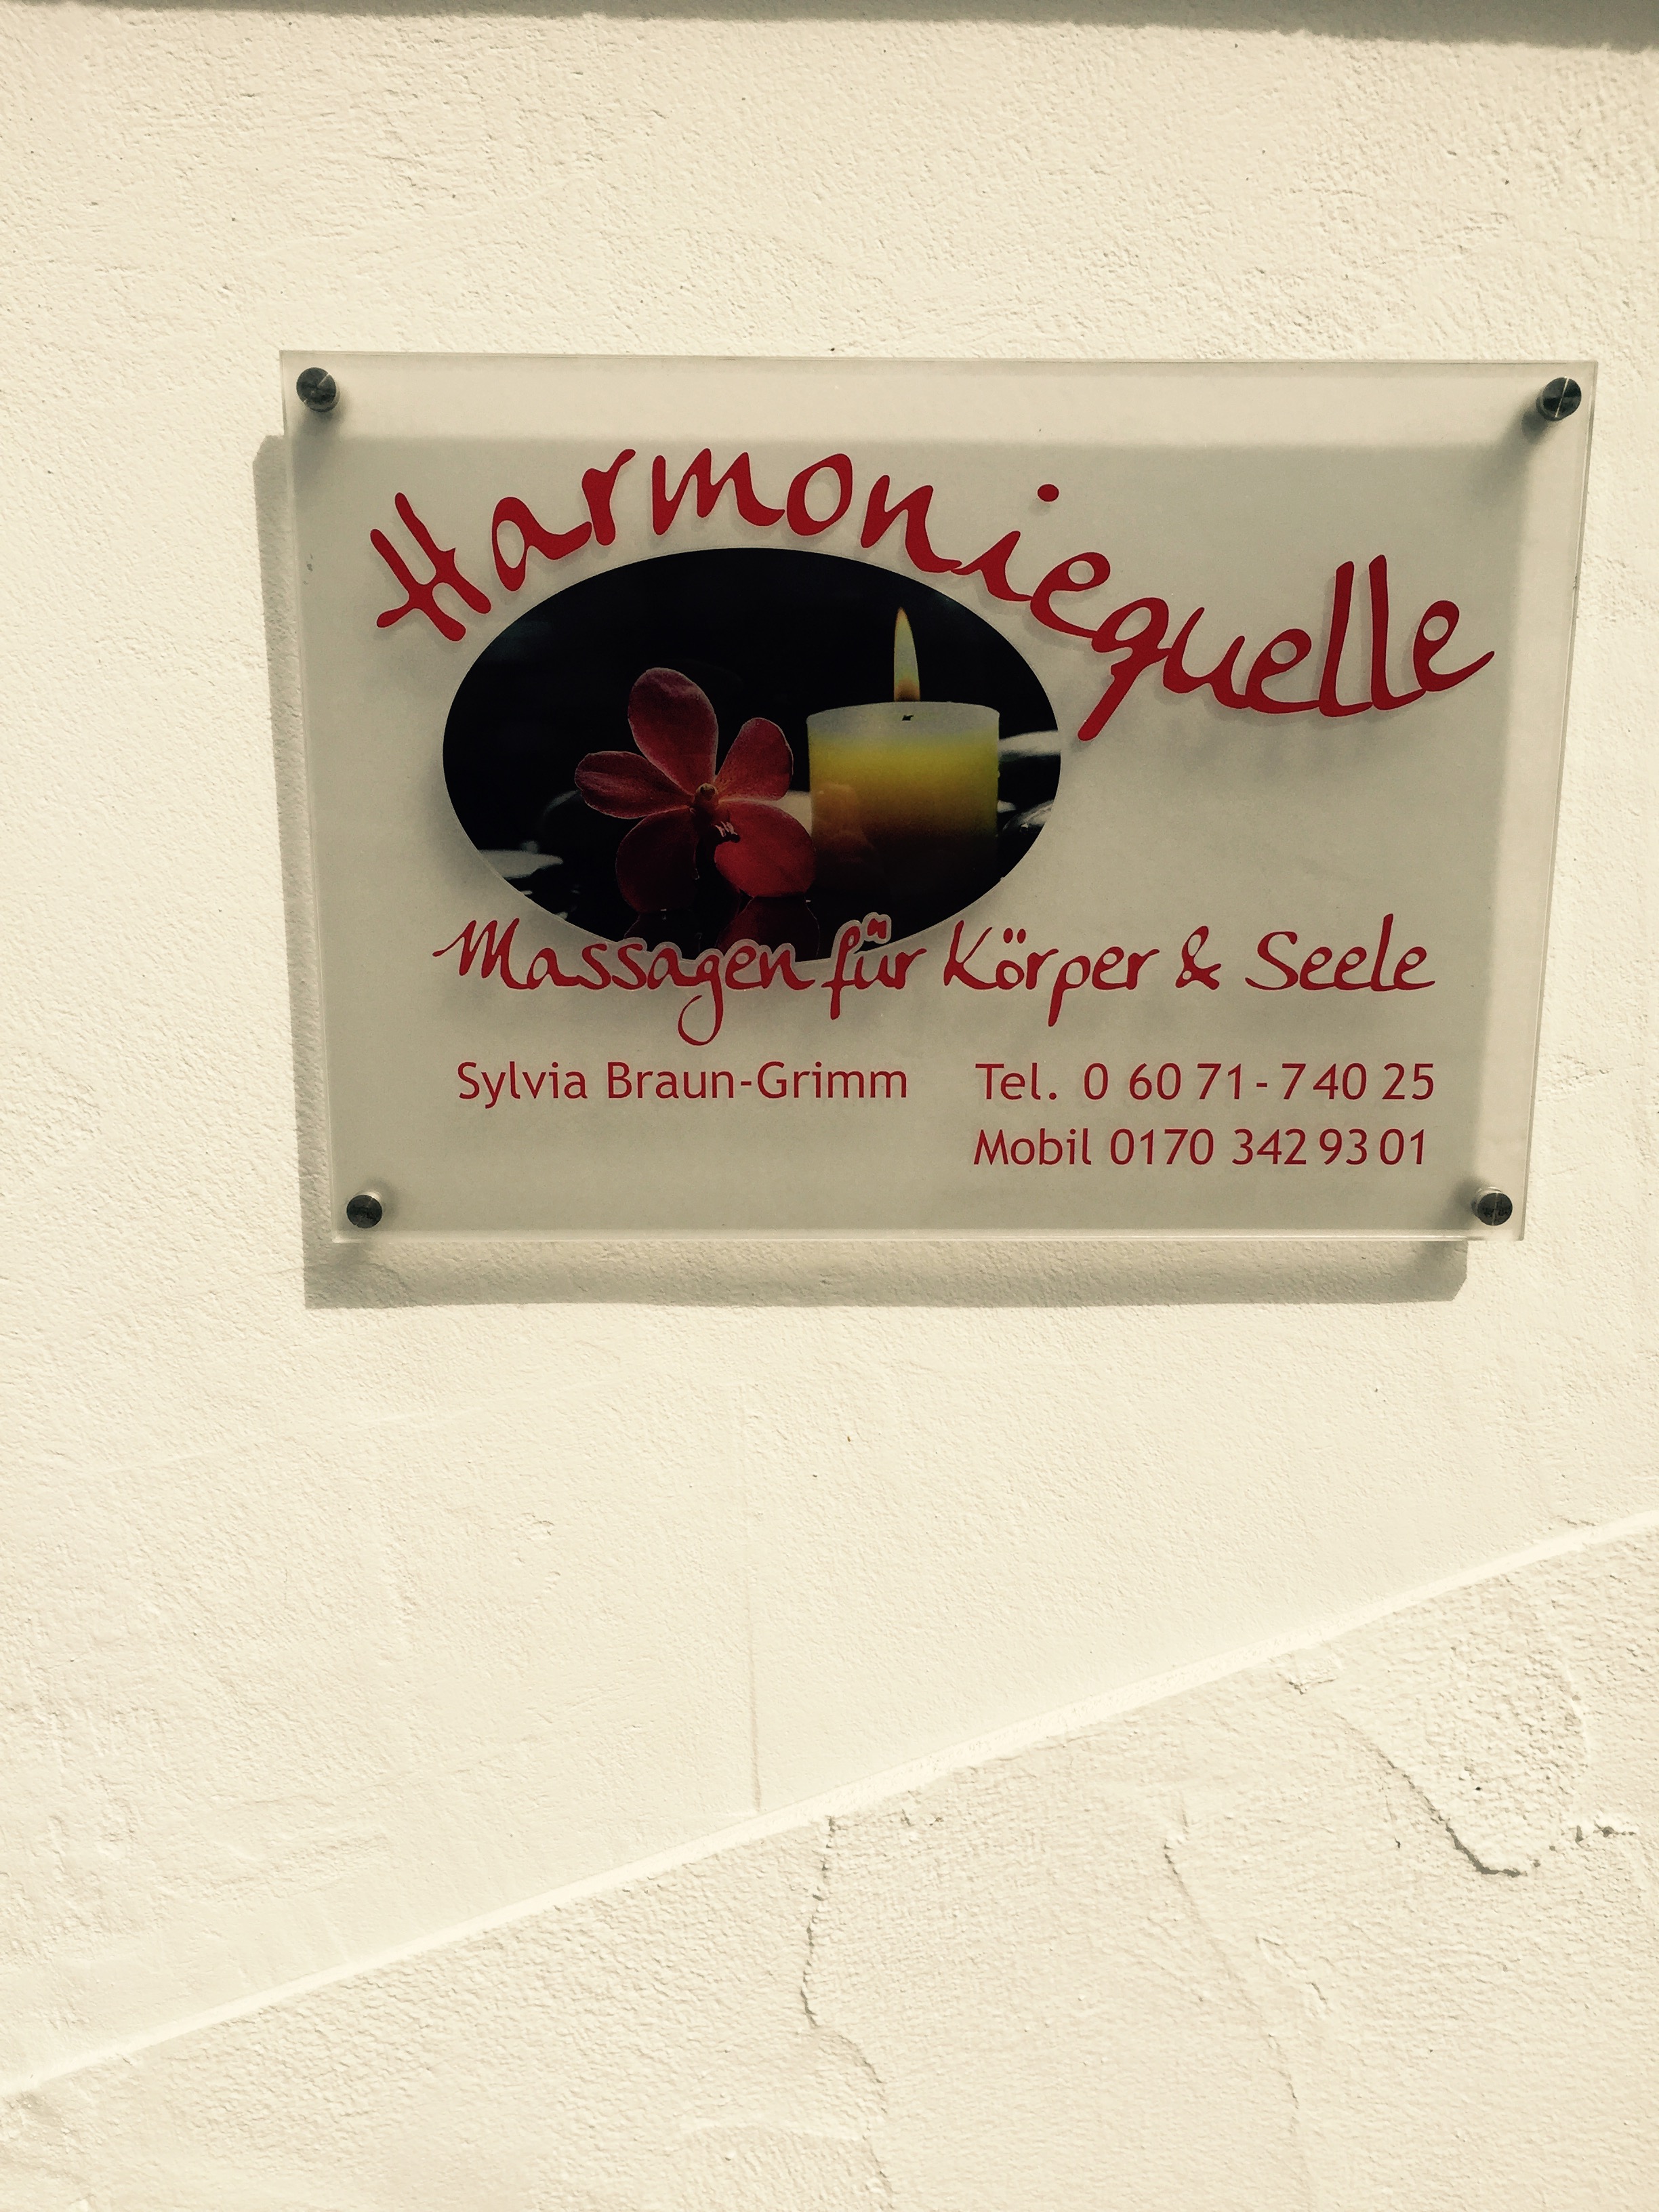 Harmoniequelle
Massagen für Körper & Seele
Sylvia Braun-Grimm Tel. 0 60 71 - 7 40 25
Mobil 0170 342 93 01